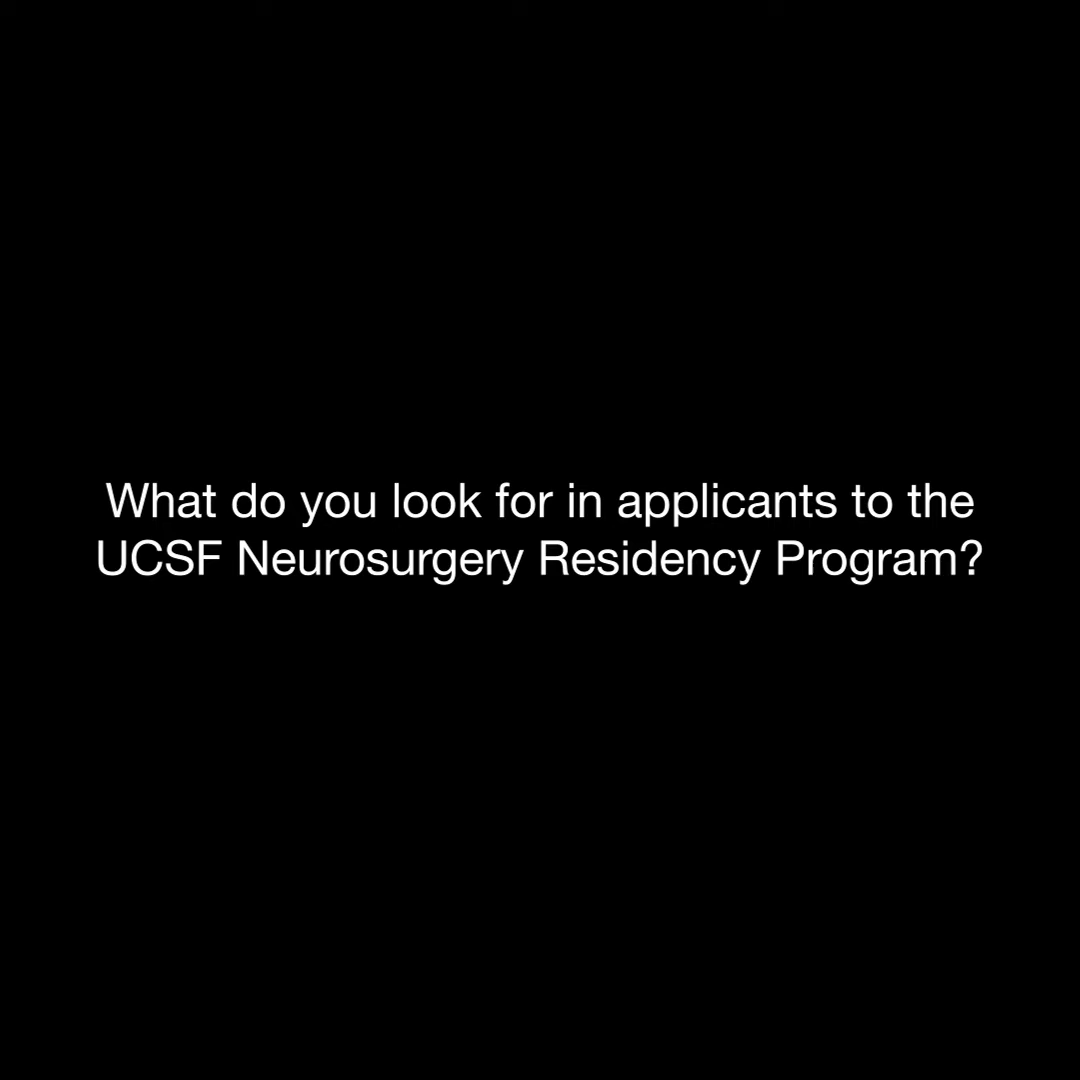 What do you look for in applicants to the
UCSF Neurosurgery Residency Program?